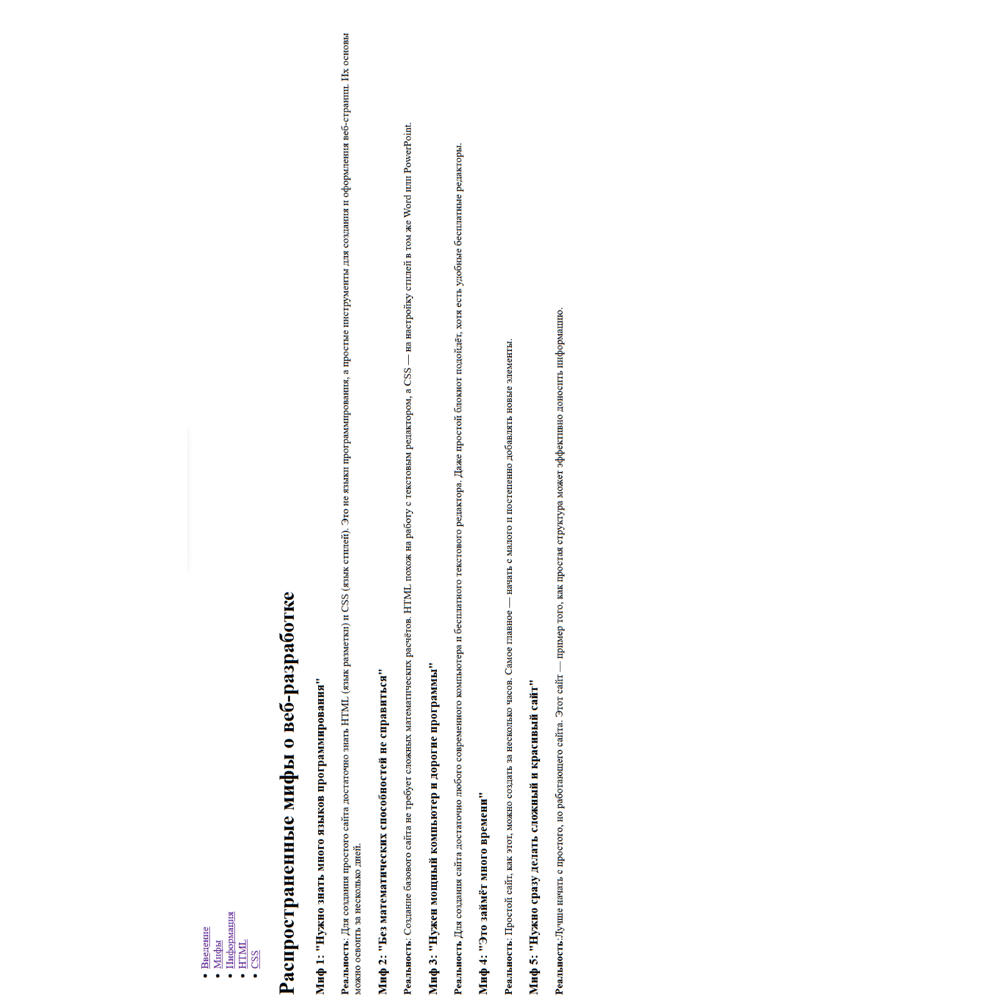 Введение
Мифы
Информация
HTML
CSS
Распространенные мифы о веб-разработке
Миф 1: "Нужно знать много языков программирования"
Реальность: Для создания простого сайта достаточно знать HTML (язык разметки) и CSS (язык стилей). Это не языки программирования, а простые инструменты для создания и оформления веб-страниц. Их основы
можно освоить за несколько дней.
Миф 2: "Без математических способностей не справиться"
Реальность: Создание базового сайта не требует сложных математических расчётов. HTML похож на работу с текстовым редактором, а CSS — на настройку стилей в том же Word или PowerPoint.
Миф 3: "Нужен мощный компьютер и дорогие программы"
Реальность Для создания сайта достаточно любого современного компьютера и бесплатного текстового редактора. Даже простой блокнот подойдёт, хотя есть удобные бесплатные редакторы.
Миф 4: "Это займёт много времени"
Реальность: Простой сайт, как этот, можно создать за несколько часов. Самое главное — начать с малого и постепенно добавлять новые элементы.
Миф 5: "Нужно сразу делать сложный и красивый сайт"
Реальность:Лучше начать с простого, но работающего сайта. Этот сайт — пример того, как простая структура может эффективно доносить информацию.